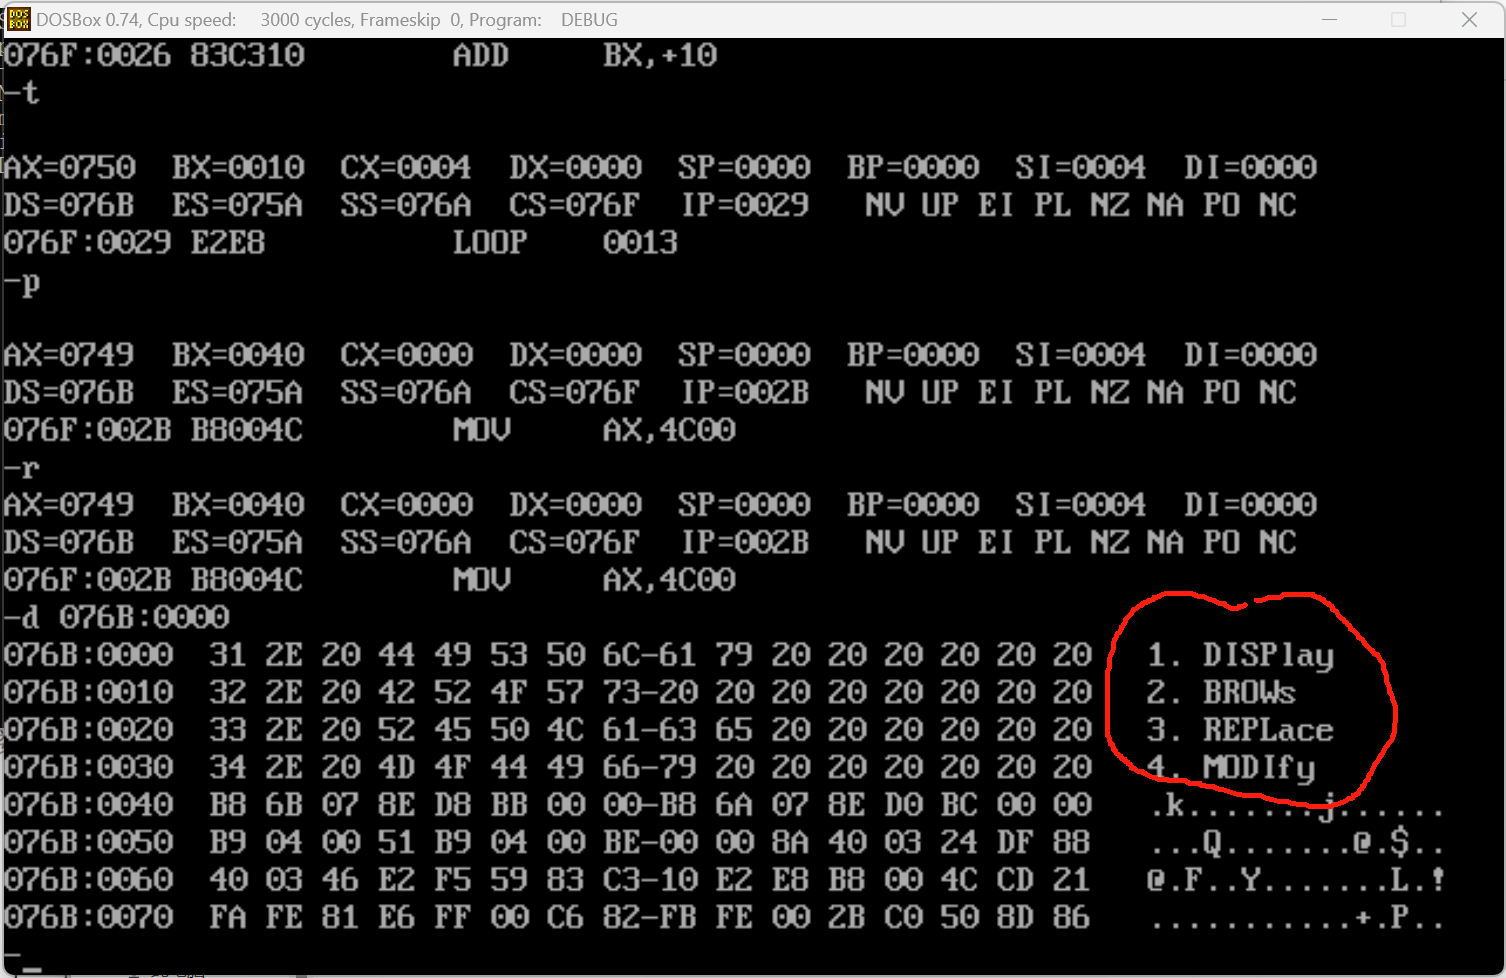 DOSBox 0.74, Cpu speed: 3000 cycles, Frameskip 0, Program: DEBUG
076F:0026 83C310 ADD BX,+10
-t
AX=0750 BX=0010 CX=0004 DX=0000 SP=0000 BP=0000 SI=0004 DI=0000
DS=076B ES=075A SS=076A CS=076F IP=0029 NV UP EI PL NZ NA PO NC
076F:0029 E2E8 LOOP 0013
-p
AX=0749 BX=0040 CX=0000 DX=0000 SP=0000 BP=0000 SI=0004 DI=0000
DS=076B ES=075A SS=076A CS=076F IP=002B NV UP EI PL NZ NA PO NC
076F:002B B8004C MOV AX,4C00
-r
AX=0749 BX=0040 CX=0000 DX=0000 SP=0000 BP=0000 SI=0004 DI=0000
DS=076B ES=075A SS=076A CS=076F IP=002B NV UP EI PL NZ NA PO NC
076F:002B B8004C MOV AX,4C00
-d 076B:0000
076B:0000 31 2E 20 44 49 53 50 6C-61 79 20 20 20 20 20 20 1. DISPlay
076B:0010 32 2E 20 42 52 4F 57 73-20 20 20 20 20 20 20 20 2. BROWs
076B:0020 33 2E 20 52 45 50 4C 61-63 65 20 20 20 20 20 20 3. REPLace
076B:0030 34 2E 20 4D 4F 44 49 66-79 20 20 20 20 20 20 20 4. MODIfy
076B:0040 B8 6B 07 8E D8 BB 00 00-B8 6A 07 8E D0 BC 00 00 .k.......j......
076B:0050 B9 04 00 51 B9 04 00 BE-00 00 8A 40 03 24 DF 88 ...Q.......@.$..
076B:0060 40 03 46 E2 F5 59 83 C3-10 E2 E8 B8 00 4C CD 21 @.F..Y.......L.!
076B:0070 FA FE 81 E6 FF 00 C6 82-FB FE 00 2B C0 50 8D 86 ...........+.P..
-